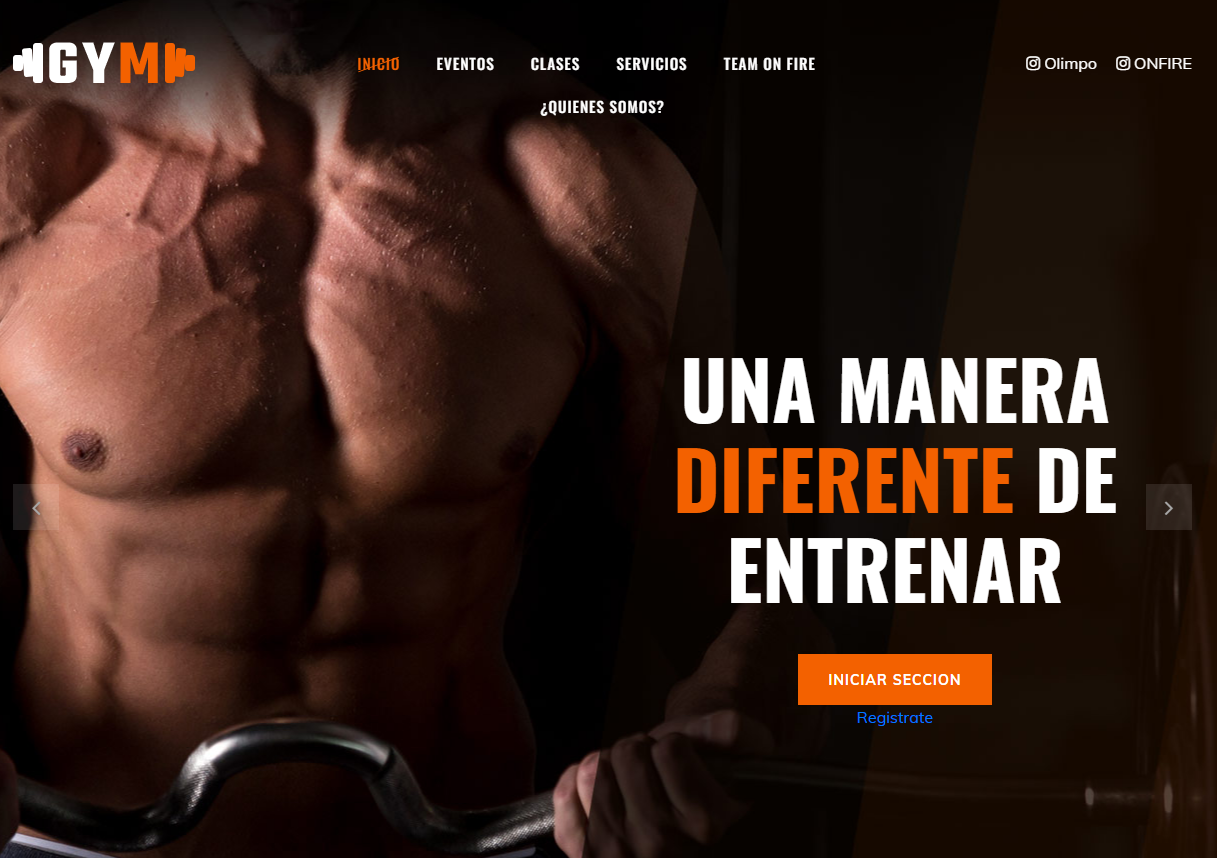 GYM
INICIO EVENTOS CLASES SERVICIOS TEAM ON FIRE
¿QUIENES SOMOS?
Olimpo ONFIRE
UNA MANERA
DIFERENTE DE
ENTRENAR
INICIAR SECCION
Registrate